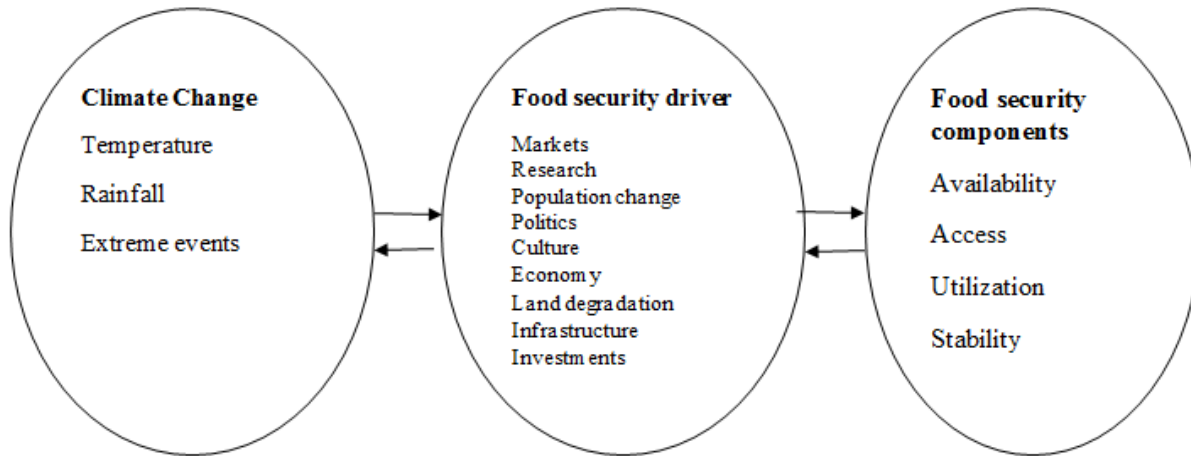 Climate Change
Temperature
Rainfall
Extreme events
Food security driver
Markets
Research
Population change
Politics
Culture
Economy
Land degradation
Infrastructure
Investments
Food security
components
Availability
Access
Utilization
Stability